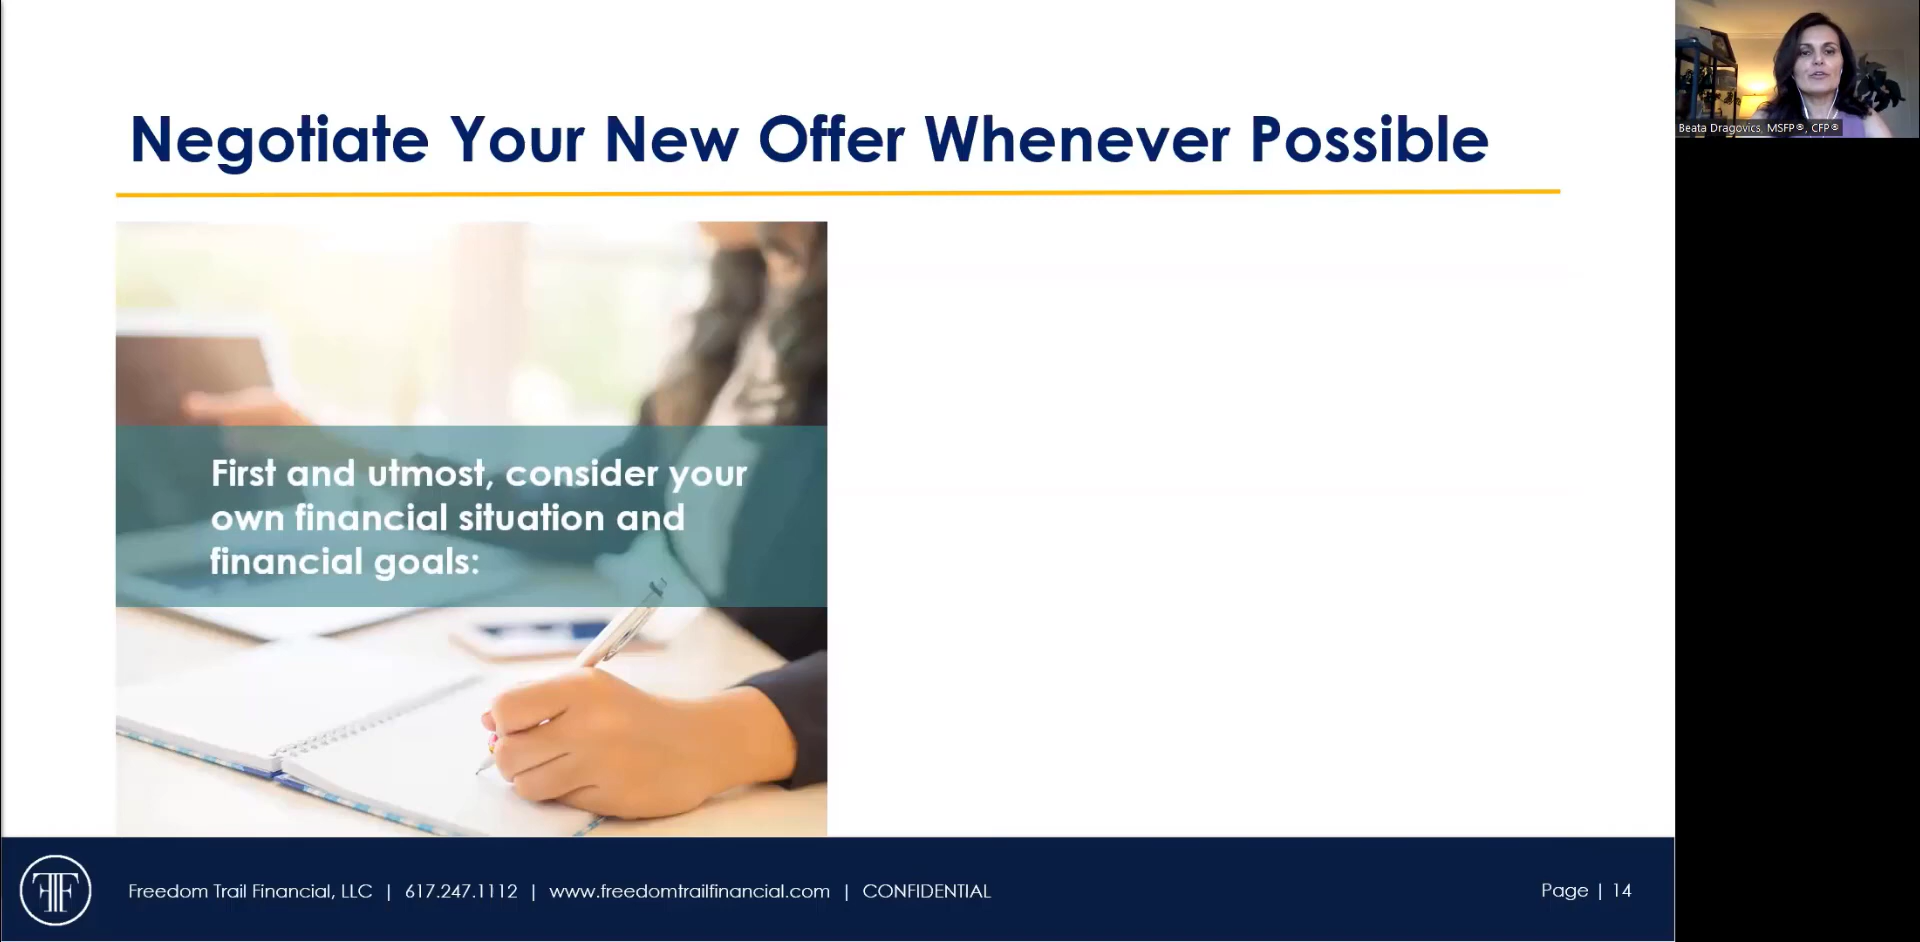 Negotiate Your New Offer Whenever Possible
Beata Dragovics, MSFP®, CFP®
First and utmost, consider your
own financial situation and
financial goals:
Freedom Trail Financial, LLC | 617.247.1112 | www.freedomtrailfinancial.com | CONFIDENTIAL
Page | 14